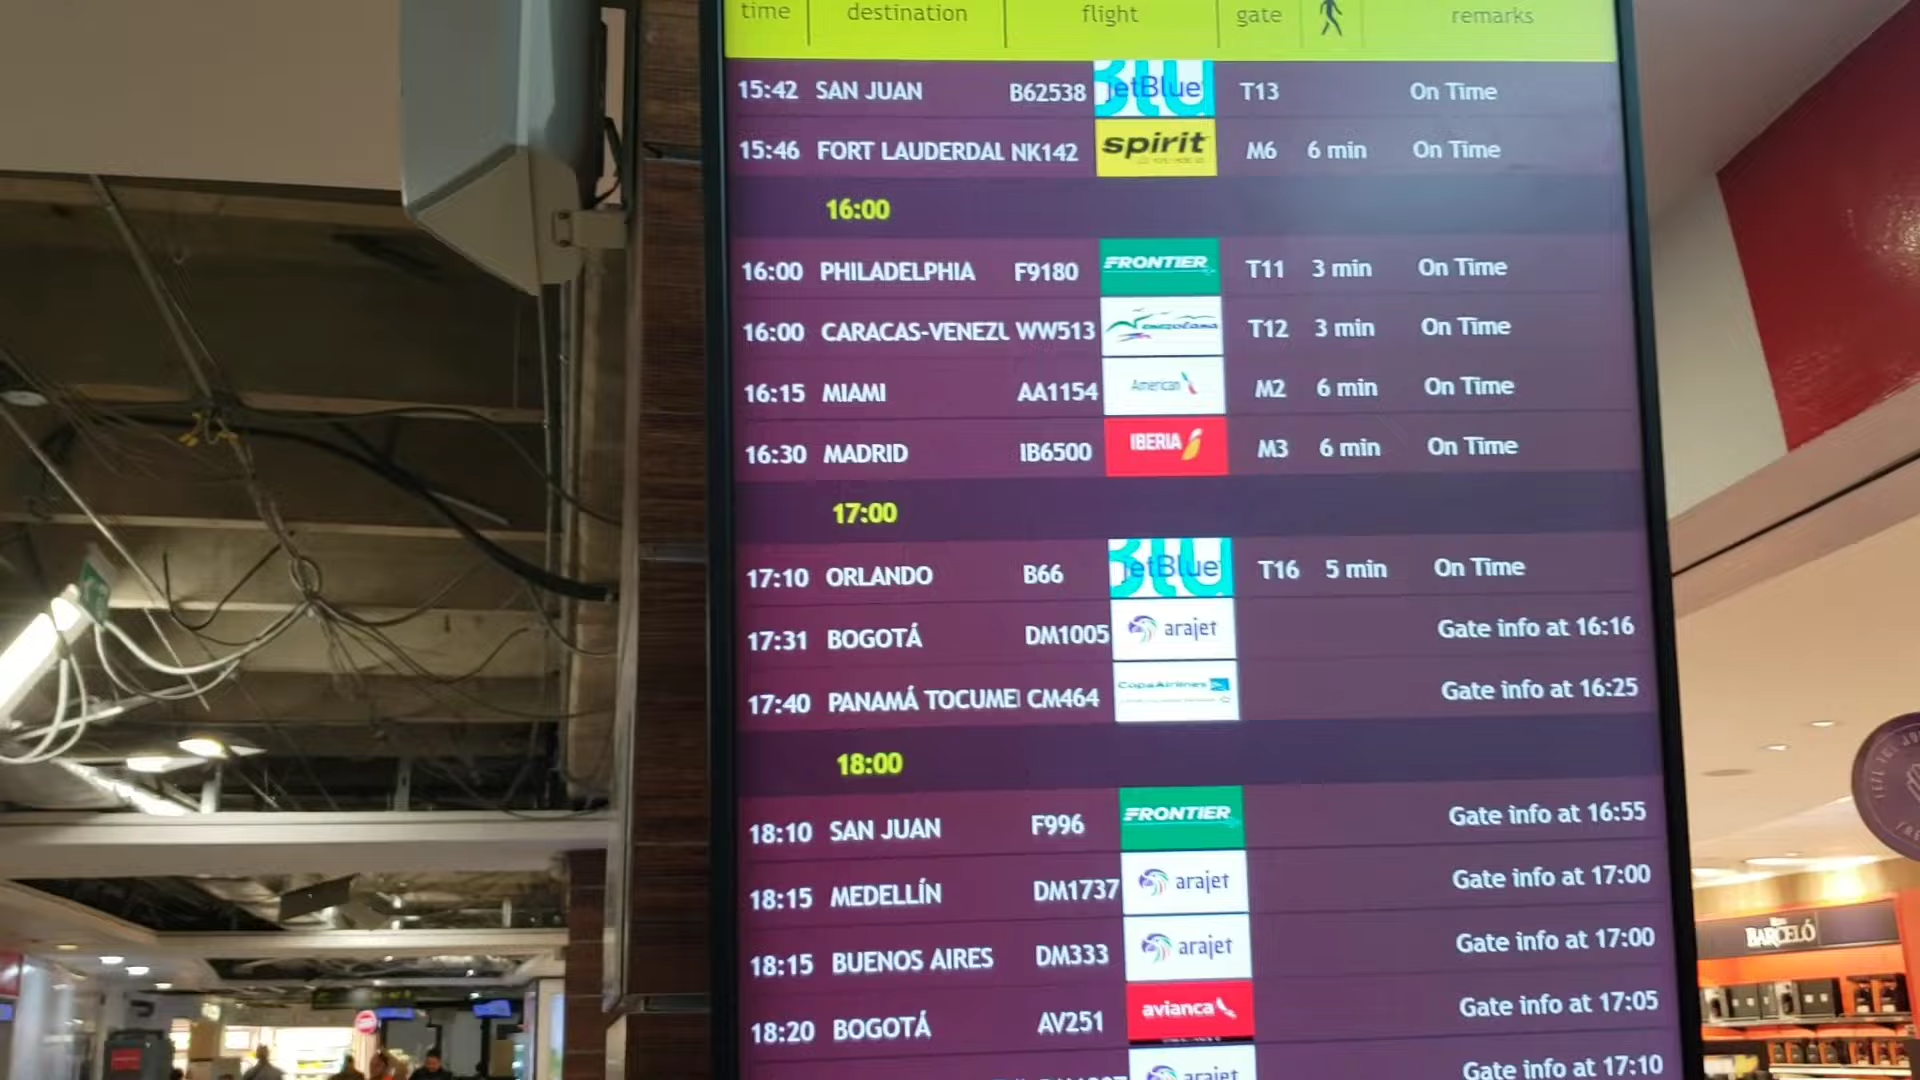 time destination flight gate remarks
15:42 SAN JUAN B62538 jetBlue T13 On Time
15:46 FORT LAUDERDAL NK142 spirit M6 6 min On Time
16:00
16:00 PHILADELPHIA F9180 FRONTIER T11 3 min On Time
16:00 CARACAS-VENEZU WW513 Venezolana T12 3 min On Time
16:15 MIAMI AA1154 American M2 6 min On Time
16:30 MADRID IB6500 IBERIA M3 6 min On Time
17:00
17:10 ORLANDO B66 jetBlue T16 5 min On Time
17:31 BOGOTÁ DM1005 arajet Gate info at 16:16
17:40 PANAMÁ TOCUME CM464 CopaAirlines Gate info at 16:25
18:00
18:10 SAN JUAN F996 FRONTIER Gate info at 16:55
18:15 MEDELLÍN DM1737 arajet Gate info at 17:00
18:15 BUENOS AIRES DM333 arajet Gate info at 17:00
18:20 BOGOTÁ AV251 avianca Gate info at 17:05
arajet Gate info at 17:10
BARCELÓ